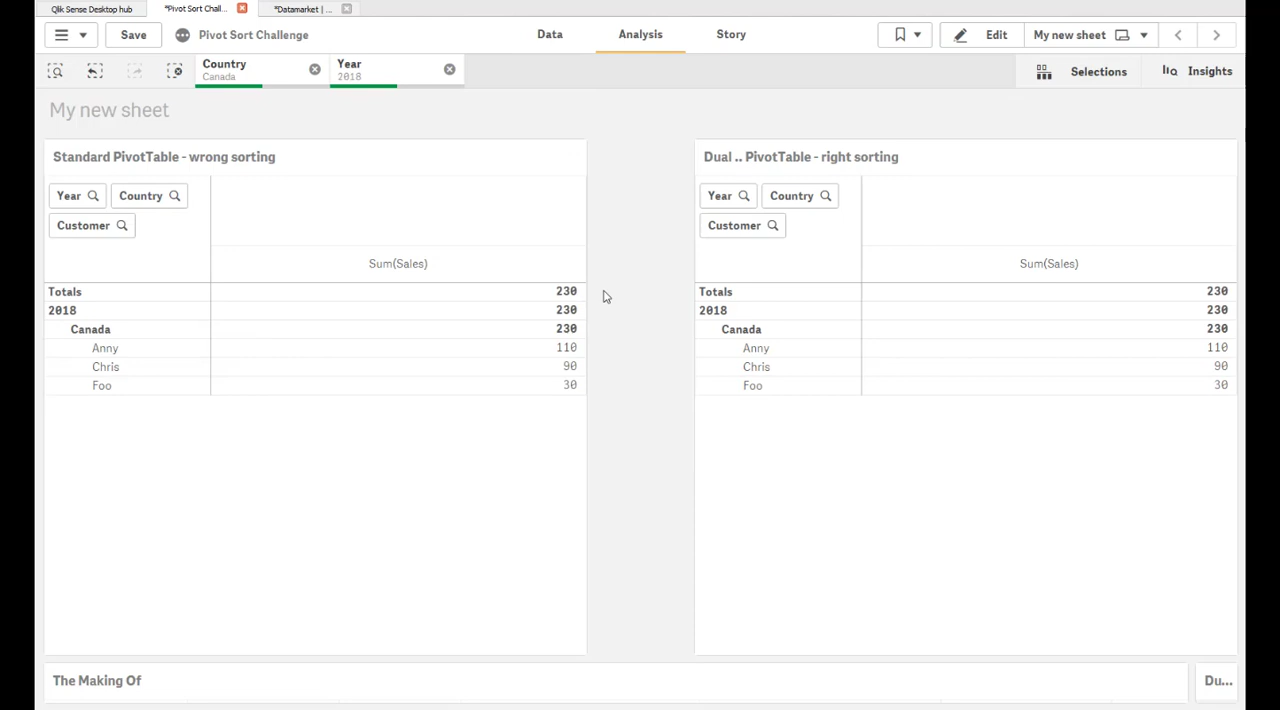 Qlik Sense Desktop hub
*Pivot Sort Chall...
*Datamarket | ...
Save
Pivot Sort Challenge
Data
Analysis
Story
Edit
My new sheet
Country
Canada
Year
2018
Selections
Insights
My new sheet
Standard PivotTable - wrong sorting
Year
Country
Customer
Sum(Sales)
Totals 230
2018 230
Canada 230
Anny 110
Chris 90
Foo 30
Dual .. PivotTable - right sorting
Year
Country
Customer
Sum(Sales)
Totals 230
2018 230
Canada 230
Anny 110
Chris 90
Foo 30
The Making Of
Du...